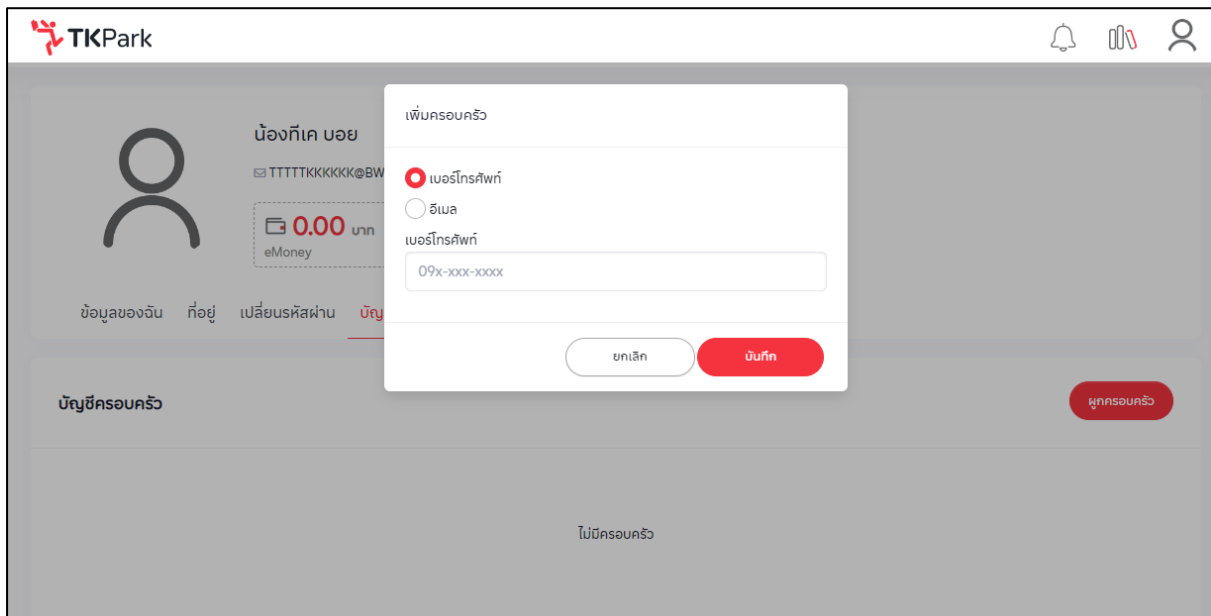 TKPark
น้องทีเค บอย
TTTTTKKKKKK@BW
0.00 บาท
eMoney
ข้อมูลของฉัน ที่อยู่ เปลี่ยนรหัสผ่าน บัญ
เพิ่มครอบครัว
เบอร์โทรศัพท์
อีเมล
เบอร์โทรศัพท์
09x-xxx-xxxx
ยกเลิก บันทึก
บัญชีครอบครัว
ผูกครอบครัว
ไม่มีครอบครัว